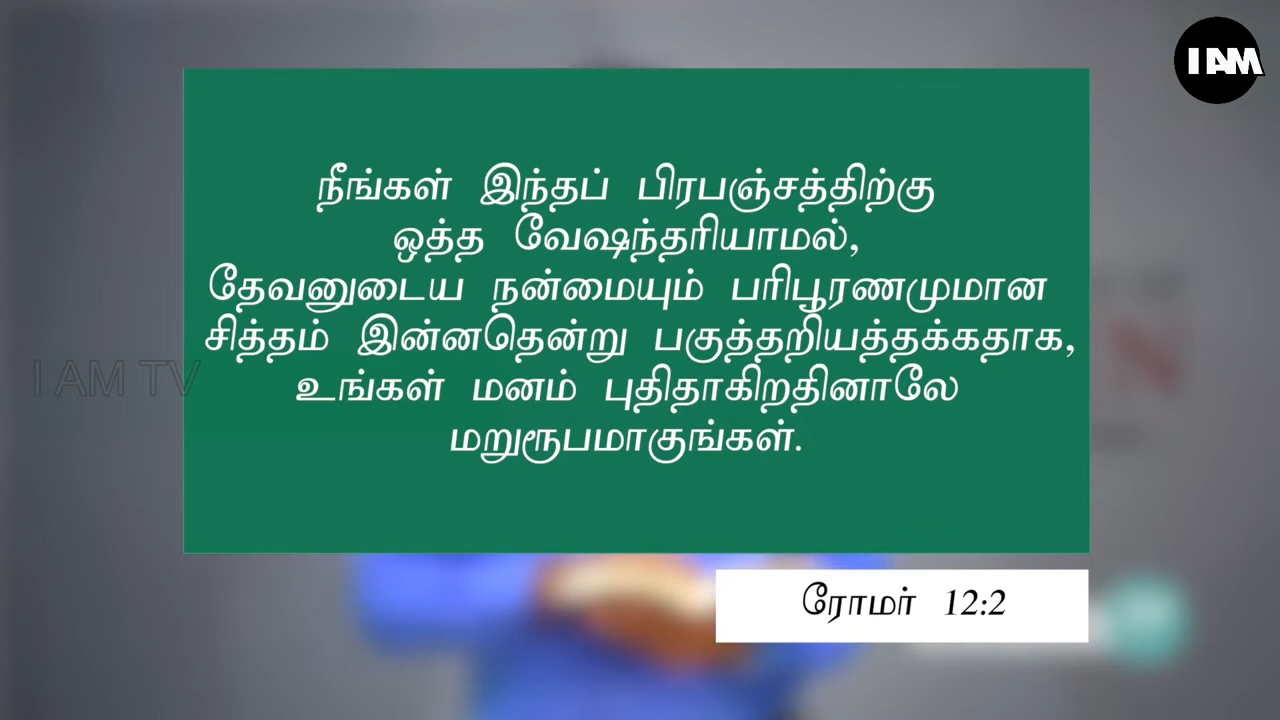 I AM
நீங்கள் இந்தப் பிரபஞ்சத்திற்கு
ஒத்த வேஷந்தரியாமல்,
தேவனுடைய நன்மையும் பரிபூரணமுமான
சித்தம் இன்னதென்று பகுத்தறியத்தக்கதாக,
உங்கள் மனம் புதிதாகிறதினாலே
மறுரூபமாகுங்கள்.
I AM TV
ரோமர் 12:2